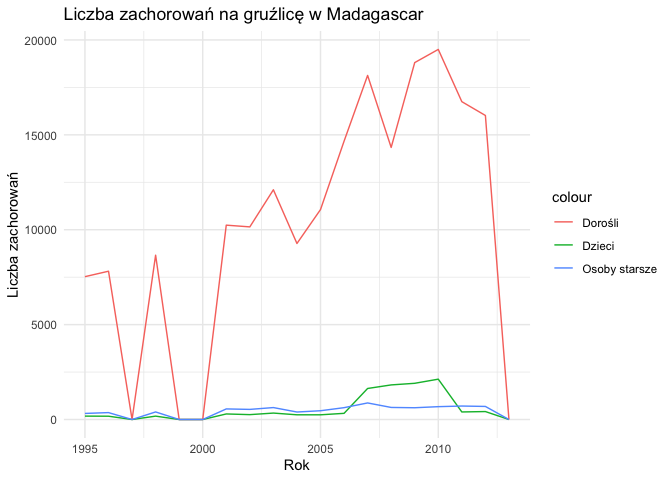 Liczba zachorowań na gruźlicę w Madagascar
Liczba zachorowań
20000
15000
10000
5000
0
1995
2000
2005
2010
Rok
colour
Dorośli
Dzieci
Osoby starsze